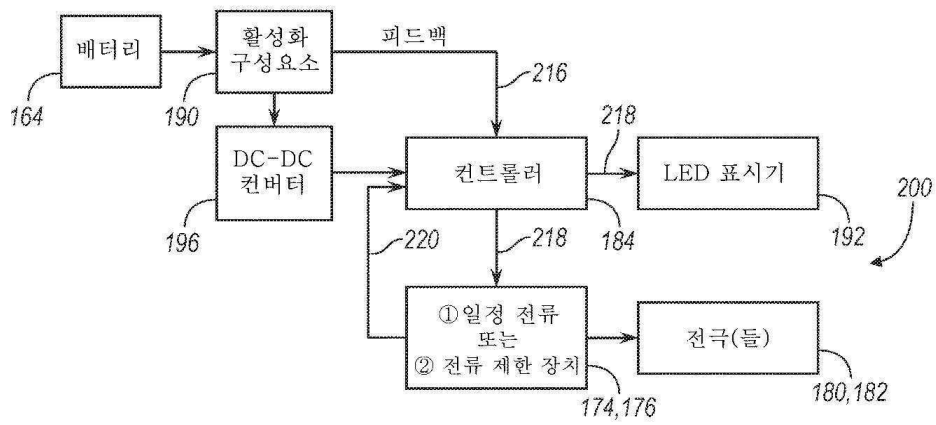 배터리
164
활성화
구성요소
190
피드백
216
DC-DC
컨버터
196
컨트롤러
184
218
LED 표시기
192
200
220
218
①일정 전류
또는
② 전류 제한 장치
174,176
전극(들)
180,182